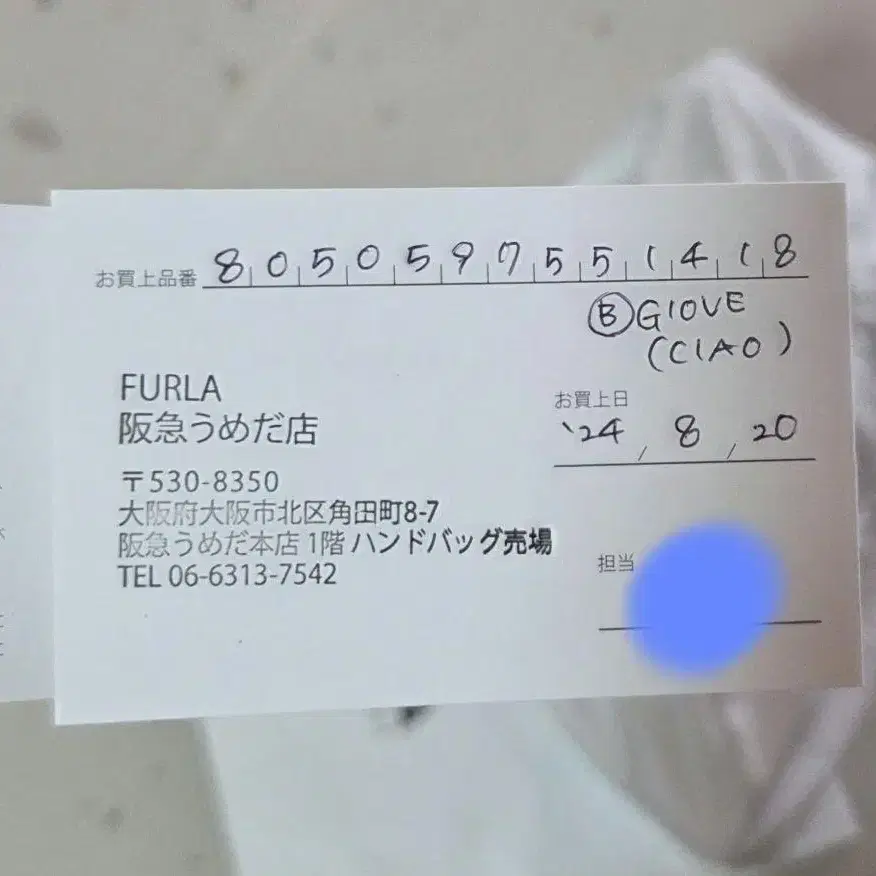 お買上品番 8050597551418
Ⓑ GIOVE
(CIAO)
FURLA
阪急うめだ店
お買上日
'24 / 8 / 20
〒530-8350
大阪府大阪市北区角田町8-7
阪急うめだ本店 1階 ハンドバッグ売場
TEL 06-6313-7542
担当